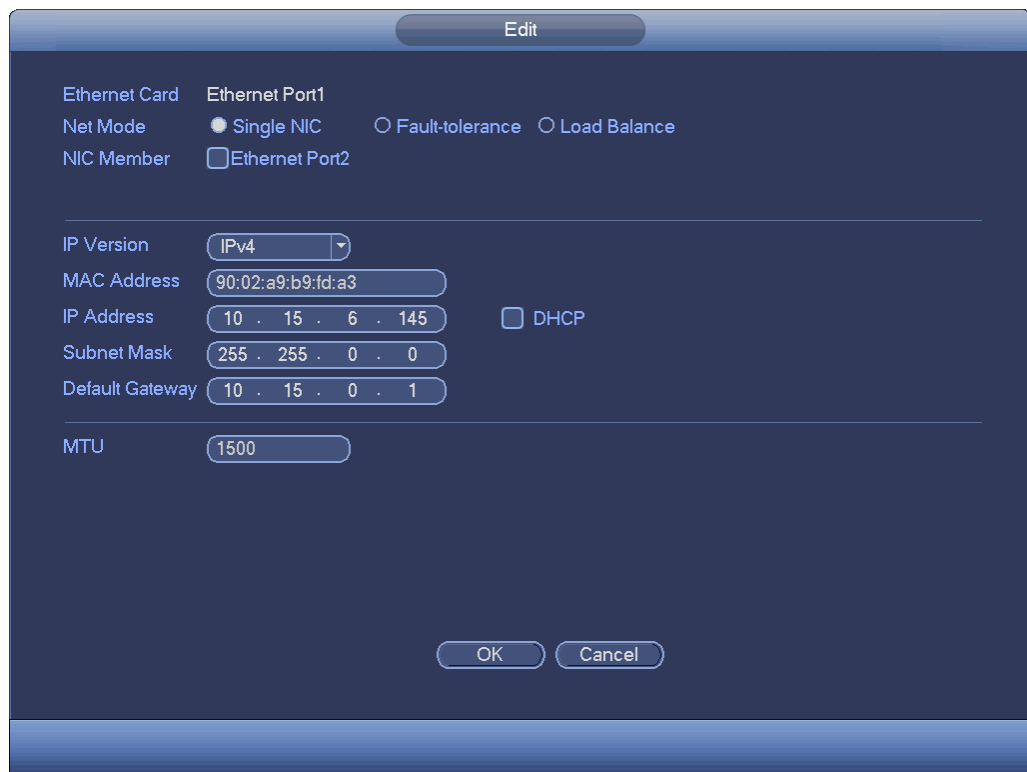 Edit
Ethernet Card Ethernet Port1
Net Mode Single NIC Fault-tolerance Load Balance
NIC Member Ethernet Port2
IP Version IPv4
MAC Address 90:02:a9:b9:fd:a3
IP Address 10 . 15 . 6 . 145 DHCP
Subnet Mask 255 . 255 . 0 . 0
Default Gateway 10 . 15 . 0 . 1
MTU 1500
OK Cancel